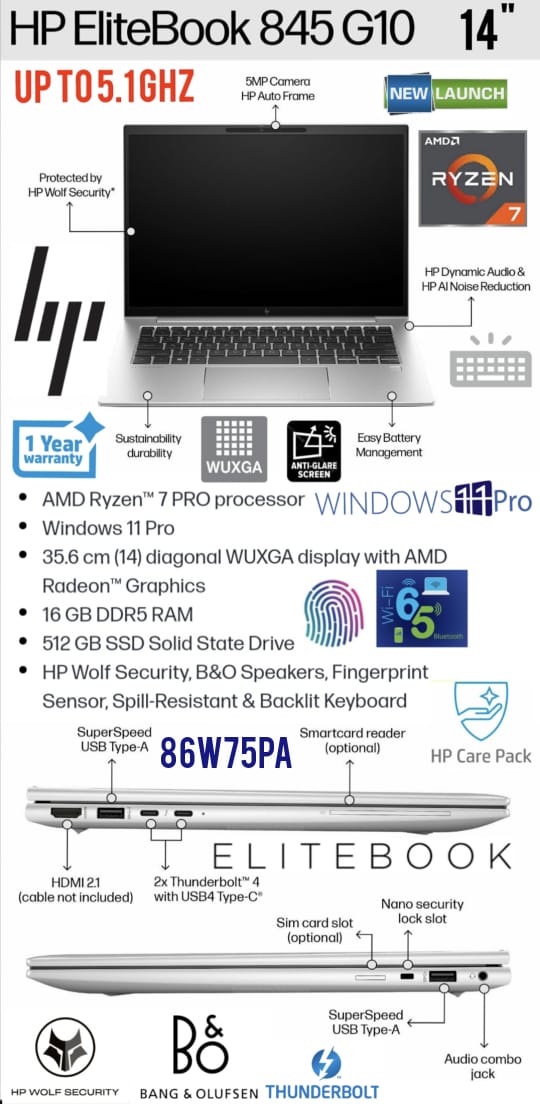 HP EliteBook 845 G10 14"
UP TO 5.1GHZ
5MP Camera
HP Auto Frame
NEW LAUNCH
AMD
RYZEN
7
Protected by
HP Wolf Security*
hp
HP Dynamic Audio &
HP AI Noise Reduction
1 Year
warranty
Sustainability
durability
WUXGA
ANTI-GLARE
SCREEN
Easy Battery
Management
• AMD Ryzen™ 7 PRO processor
WINDOWS 11 Pro
• Windows 11 Pro
• 35.6 cm (14) diagonal WUXGA display with AMD
Radeon™ Graphics
• 16 GB DDR5 RAM
• 512 GB SSD Solid State Drive
Wi-Fi
6
5
Bluetooth
• HP Wolf Security, B&O Speakers, Fingerprint
Sensor, Spill-Resistant & Backlit Keyboard
HP Care Pack
SuperSpeed
USB Type-A
86W75PA
Smartcard reader
(optional)
HDMI 2.1
(cable not included)
2x Thunderbolt™ 4
with USB4 Type-C®
ELITEBOOK
Nano security
lock slot
Sim card slot
(optional)
SuperSpeed
USB Type-A
Audio combo
jack
HP WOLF SECURITY
B&O
BANG & OLUFSEN
THUNDERBOLT